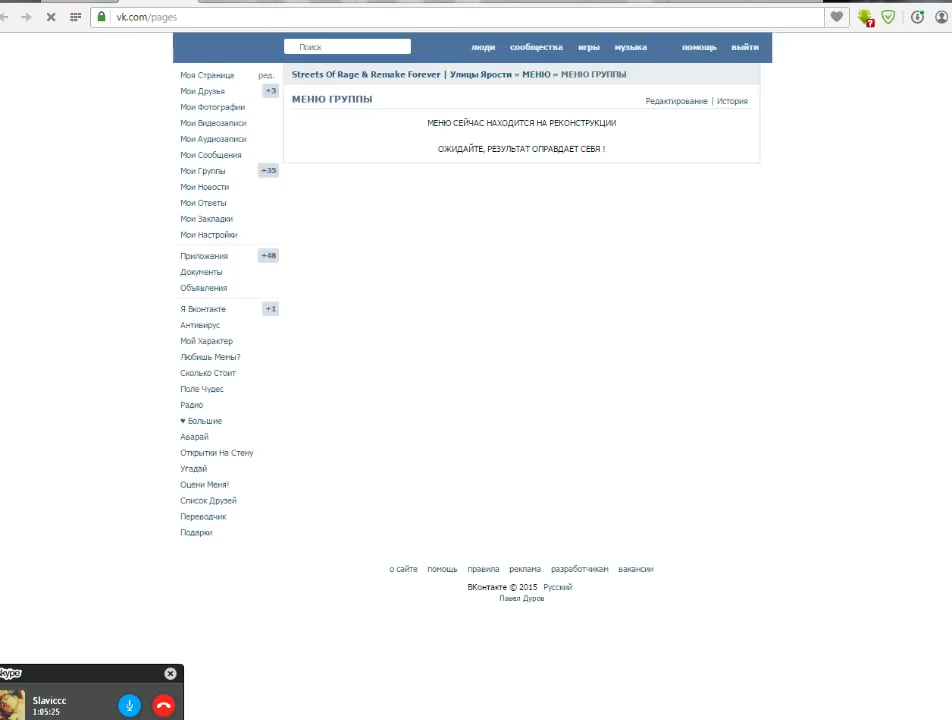 vk.com/pages
Поиск
люди сообщества игры музыка помощь выйти
Моя Страница ред.
Мои Друзья +3
Мои Фотографии
Мои Видеозаписи
Мои Аудиозаписи
Мои Сообщения
Мои Группы +35
Мои Новости
Мои Ответы
Мои Закладки
Мои Настройки
Приложения +48
Документы
Объявления
Я Вконтакте +1
Антивирус
Мой Характер
Любишь Мемы?
Сколько Стоит
Поле Чудес
Радио
♥ Большие
Аварай
Открытки На Стену
Угадай
Оцени Меня!
Список Друзей
Переводчик
Подарки
Streets Of Rage & Remake Forever | Улицы Ярости » МЕНЮ » МЕНЮ ГРУППЫ
МЕНЮ ГРУППЫ
Редактирование | История
МЕНЮ СЕЙЧАС НАХОДИТСЯ НА РЕКОНСТРУКЦИИ
ОЖИДАЙТЕ, РЕЗУЛЬТАТ ОПРАВДАЕТ СЕБЯ !
о сайте помощь правила реклама разработчикам вакансии
ВКонтакте © 2015 Русский
Павел Дуров
skype
Slaviccc
1:05:25